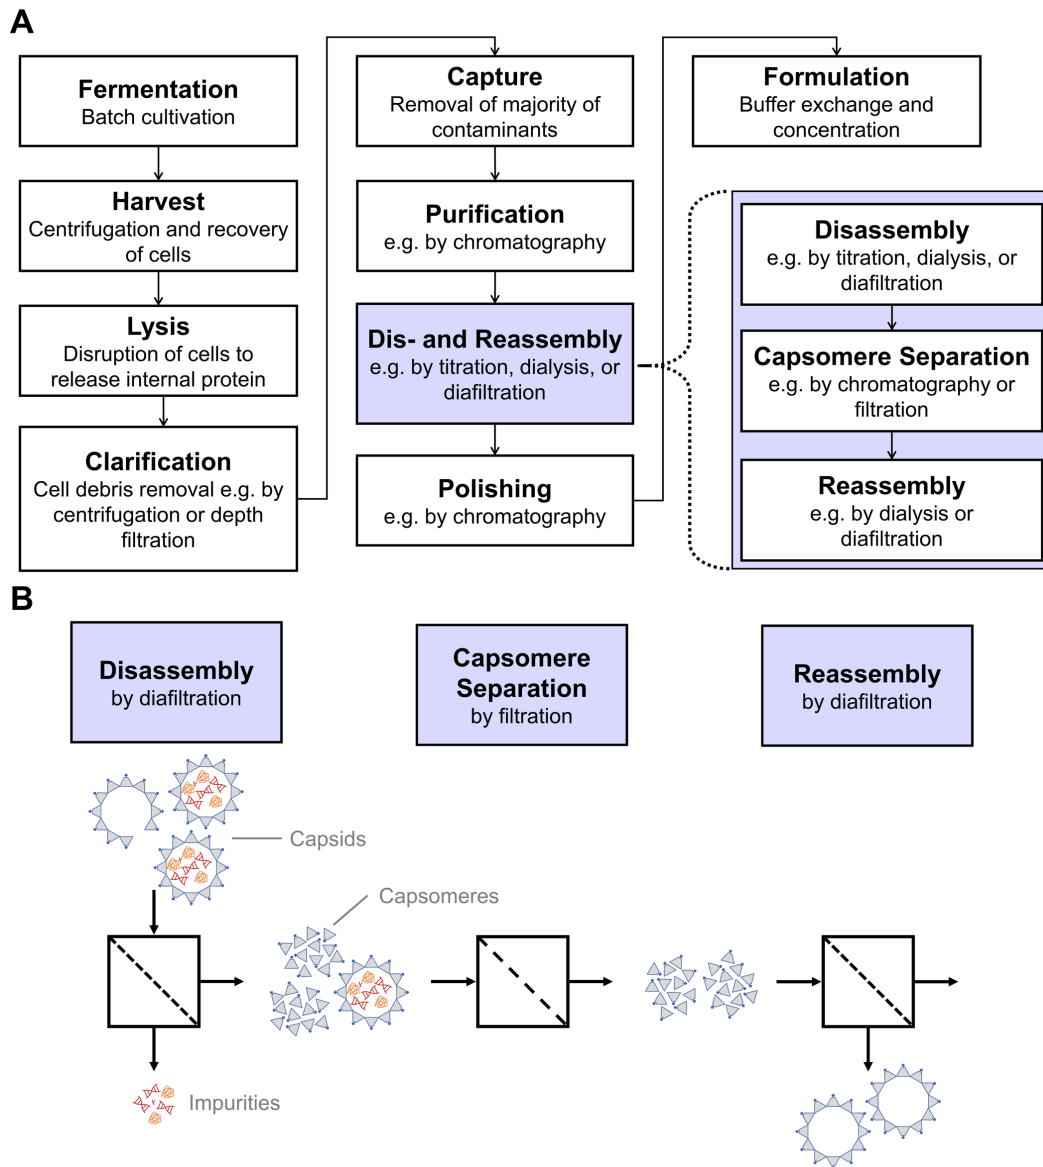 A
Fermentation
Batch cultivation
Harvest
Centrifugation and recovery
of cells
Lysis
Disruption of cells to
release internal protein
Clarification
Cell debris removal e.g. by
centrifugation or depth
filtration
Capture
Removal of majority of
contaminants
Purification
e.g. by chromatography
Dis- and Reassembly
e.g. by titration, dialysis, or
diafiltration
Polishing
e.g. by chromatography
Formulation
Buffer exchange and
concentration
Disassembly
e.g. by titration, dialysis, or
diafiltration
Capsomere Separation
e.g. by chromatography or
filtration
Reassembly
e.g. by dialysis or
diafiltration
B
Disassembly
by diafiltration
Capsomere
Separation
by filtration
Reassembly
by diafiltration
Capsids
Capsomeres
Impurities